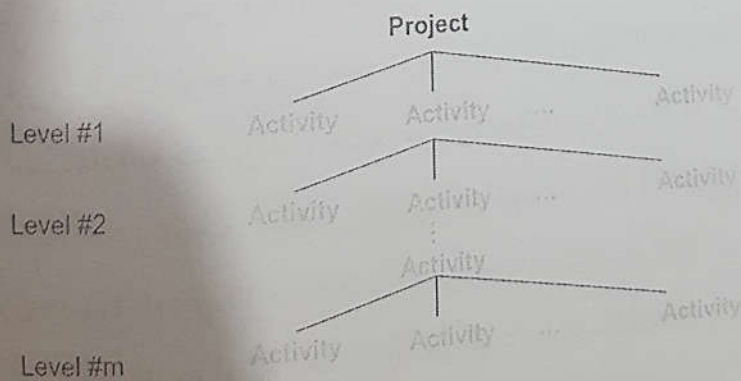 Project
Level #1 Activity Activity ... Activity
Level #2 Activity Activity ... Activity
Activity
Level #m Activity Activity ... Activity